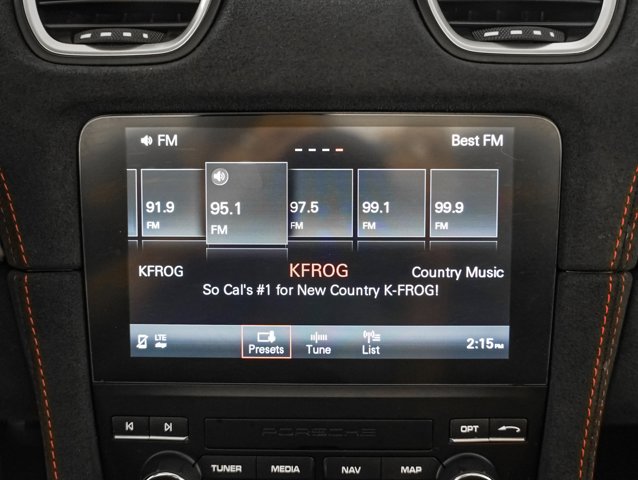 FM Best FM
91.9 FM
95.1 FM
97.5 FM
99.1 FM
99.9 FM
KFROG KFROG Country Music
So Cal's #1 for New Country K-FROG!
LTE Presets Tune List 2:15 PM
PORSCHE OPT
TUNER MEDIA NAV MAP